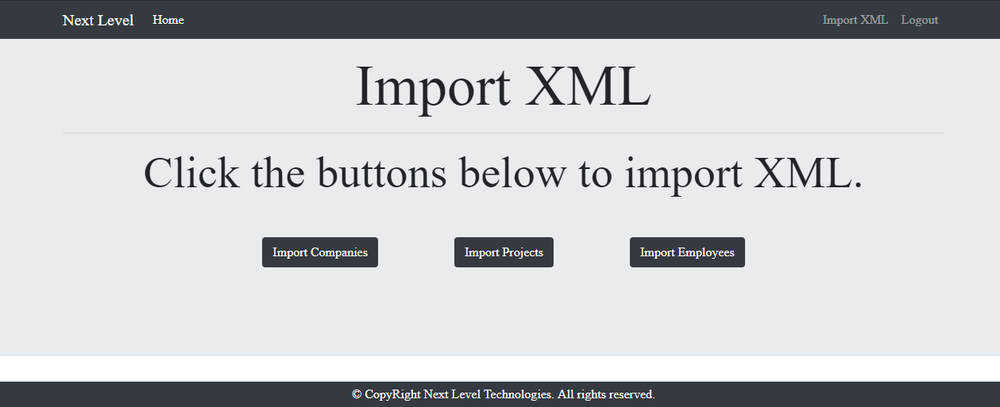 Next Level Home Import XML Logout
Import XML
Click the buttons below to import XML.
Import Companies Import Projects Import Employees
© CopyRight Next Level Technologies. All rights reserved.